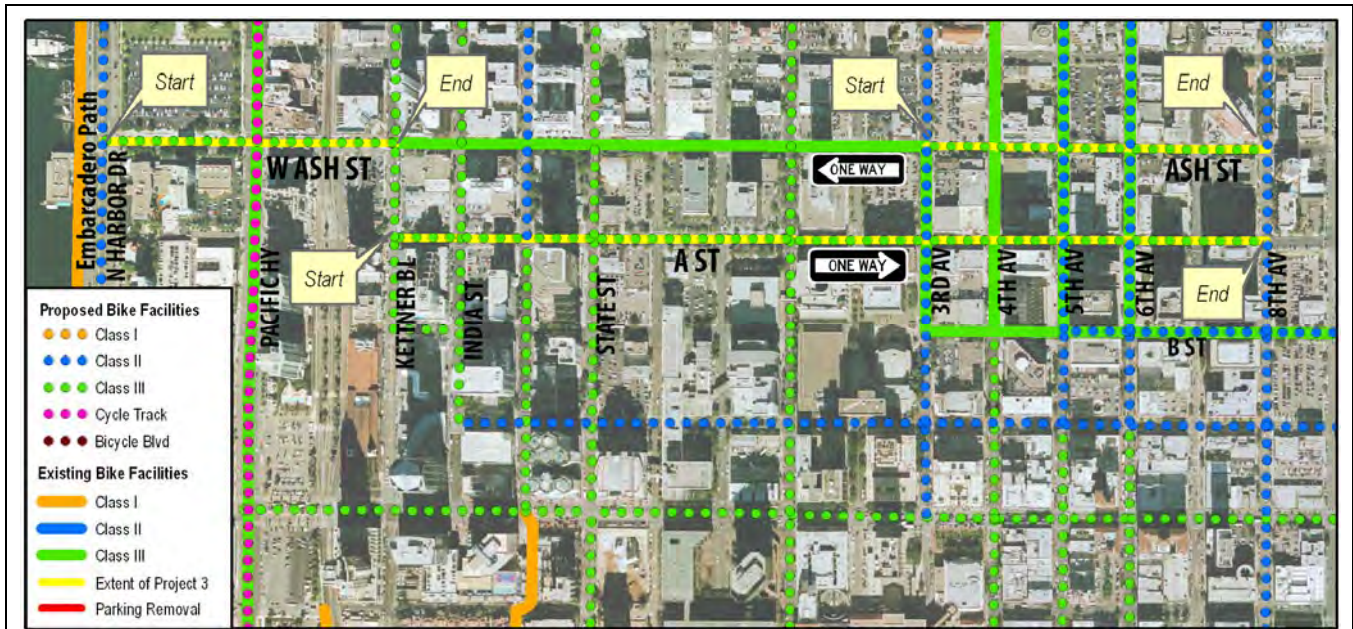 Start
End
Start
End
Embarcadero Path
N HARBOR DR
W ASH ST
ONE WAY
ASH ST
PACIFIC HY
Start
KETTNER BL
INDIA ST
STATE ST
A ST
ONE WAY
3RD AV
4TH AV
5TH AV
6TH AV
End
8TH AV
B ST
Proposed Bike Facilities
Class I
Class II
Class III
Cycle Track
Bicycle Blvd
Existing Bike Facilities
Class I
Class II
Class III
Extent of Project 3
Parking Removal